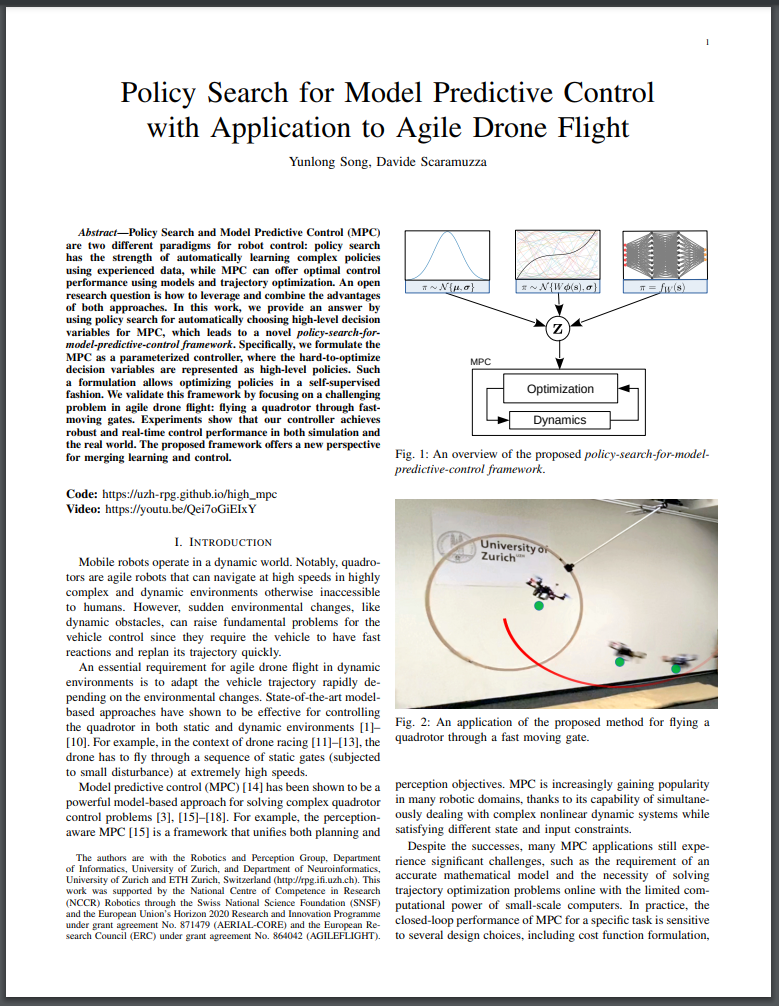 1
Policy Search for Model Predictive Control
with Application to Agile Drone Flight
Yunlong Song, Davide Scaramuzza
Abstract—Policy Search and Model Predictive Control (MPC)
are two different paradigms for robot control: policy search
has the strength of automatically learning complex policies
using experienced data, while MPC can offer optimal control
performance using models and trajectory optimization. An open
research question is how to leverage and combine the advantages
of both approaches. In this work, we provide an answer by
using policy search for automatically choosing high-level decision
variables for MPC, which leads to a novel policy-search-for-
model-predictive-control framework. Specifically, we formulate the
MPC as a parameterized controller, where the hard-to-optimize
decision variables are represented as high-level policies. Such
a formulation allows optimizing policies in a self-supervised
fashion. We validate this framework by focusing on a challenging
problem in agile drone flight: flying a quadrotor through fast-
moving gates. Experiments show that our controller achieves
robust and real-time control performance in both simulation and
the real world. The proposed framework offers a new perspective
for merging learning and control.
Code: https://uzh-rpg.github.io/high_mpc
Video: https://youtu.be/Qei7oGiEIxY
I. INTRODUCTION
Mobile robots operate in a dynamic world. Notably, quadro-
tors are agile robots that can navigate at high speeds in highly
complex and dynamic environments otherwise inaccessible
to humans. However, sudden environmental changes, like
dynamic obstacles, can raise fundamental problems for the
vehicle control since they require the vehicle to have fast
reactions and replan its trajectory quickly.
An essential requirement for agile drone flight in dynamic
environments is to adapt the vehicle trajectory rapidly de-
pending on the environmental changes. State-of-the-art model-
based approaches have shown to be effective for controlling
the quadrotor in both static and dynamic environments [1]–
[10]. For example, in the context of drone racing [11]–[13], the
drone has to fly through a sequence of static gates (subjected
to small disturbance) at extremely high speeds.
Model predictive control (MPC) [14] has been shown to be a
powerful model-based approach for solving complex quadrotor
control problems [3], [15]–[18]. For example, the perception-
aware MPC [15] is a framework that unifies both planning and
The authors are with the Robotics and Perception Group, Department
of Informatics, University of Zurich, and Department of Neuroinformatics,
University of Zurich and ETH Zurich, Switzerland (http://rpg.ifi.uzh.ch). This
work was supported by the National Centre of Competence in Research
(NCCR) Robotics through the Swiss National Science Foundation (SNSF)
and the European Union's Horizon 2020 Research and Innovation Programme
under grant agreement No. 871479 (AERIAL-CORE) and the European Re-
search Council (ERC) under grant agreement No. 864042 (AGILEFLIGHT).
π ∼ N{μ, σ}
π ∼ N{Wϕ(s), σ}
π = f_W(s)
Z
MPC
Optimization
Dynamics
Fig. 1: An overview of the proposed policy-search-for-model-
predictive-control framework.
University of
Zurich
Fig. 2: An application of the proposed method for flying a
quadrotor through a fast moving gate.
perception objectives. MPC is increasingly gaining popularity
in many robotic domains, thanks to its capability of simultane-
ously dealing with complex nonlinear dynamic systems while
satisfying different state and input constraints.
Despite the successes, many MPC applications still expe-
rience significant challenges, such as the requirement of an
accurate mathematical model and the necessity of solving
trajectory optimization problems online with the limited com-
putational power of small-scale computers. In practice, the
closed-loop performance of MPC for a specific task is sensitive
to several design choices, including cost function formulation,